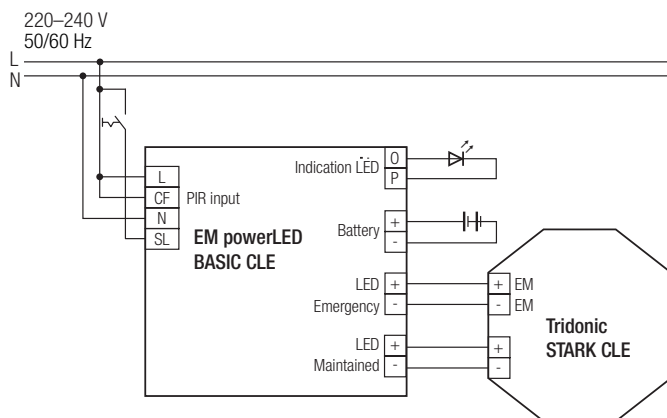 220–240 V
50/60 Hz
L
N
L
CF PIR input
N
SL
EM powerLED
BASIC CLE
Indication LED
O
P
Battery
+
-
LED
Emergency
+
-
LED
Maintained
+
-
+ EM
- EM
+
-
Tridonic
STARK CLE